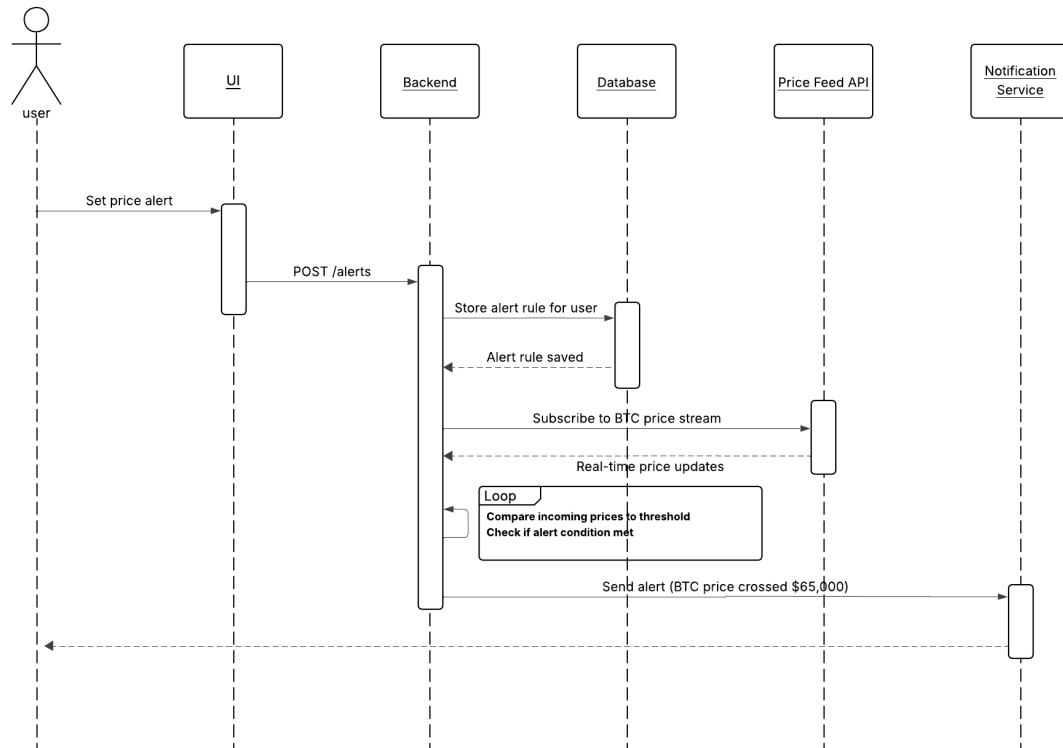 user
UI
Backend
Database
Price Feed API
Notification
Service
Set price alert
POST /alerts
Store alert rule for user
Alert rule saved
Subscribe to BTC price stream
Real-time price updates
Loop
Compare incoming prices to threshold
Check if alert condition met
Send alert (BTC price crossed $65,000)